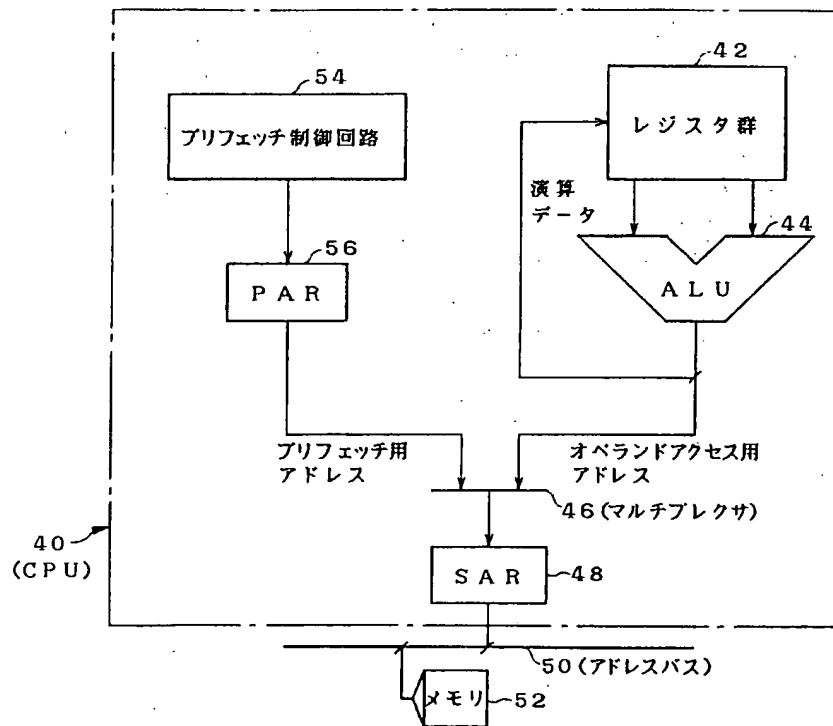 54
プリフェッチ制御回路
42
レジスタ群
演算
データ
56
PAR
44
ALU
プリフェッチ用
アドレス
オペランドアクセス用
アドレス
46(マルチプレクサ)
40
(CPU)
SAR
48
50(アドレスバス)
メモリ
52